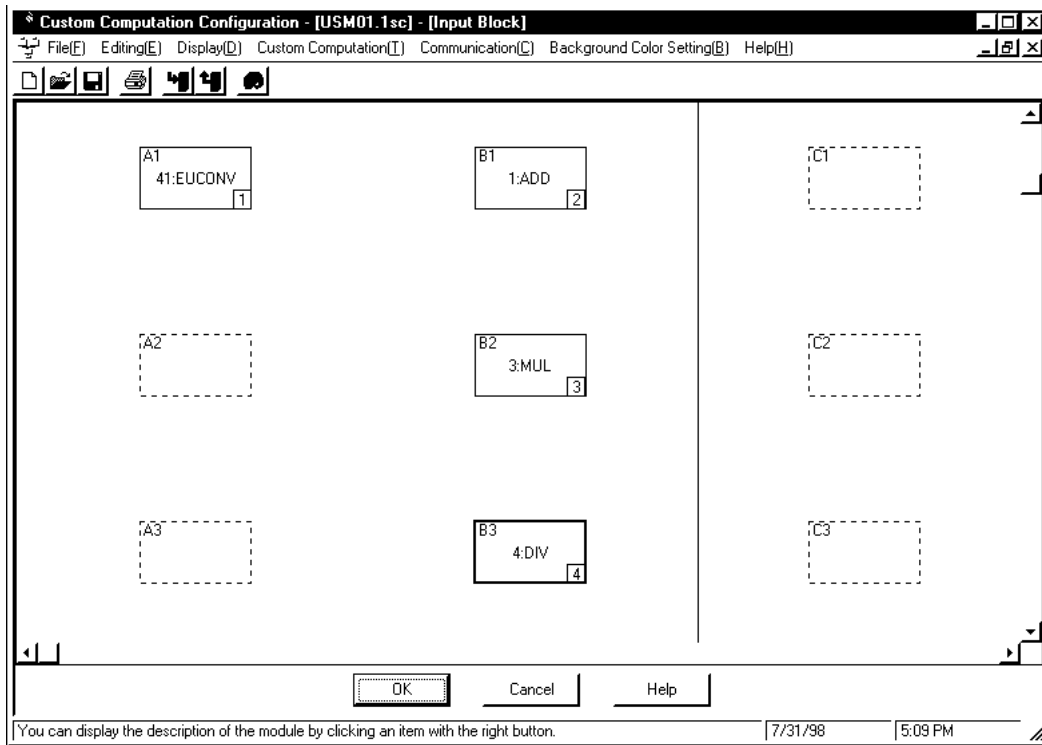 Custom Computation Configuration - [USM01.1sc] - [Input Block]
File(F) Editing(E) Display(D) Custom Computation(T) Communication(C) Background Color Setting(B) Help(H)
A1
41:EUCONV
1
B1
1:ADD
2
C1
A2
B2
3:MUL
3
C2
A3
B3
4:DIV
4
C3
OK Cancel Help
You can display the description of the module by clicking an item with the right button. 7/31/98 5:09 PM